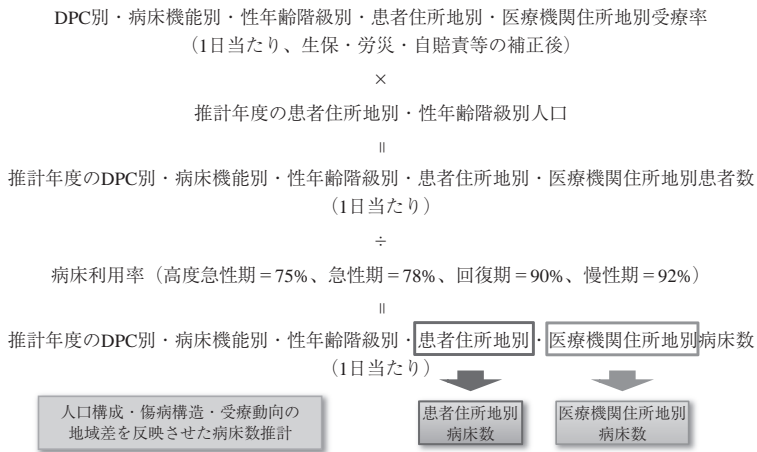 DPC別・病床機能別・性年齢階級別・患者住所地別・医療機関住所地別受療率
（1日当たり、生保・労災・自賠責等の補正後）
×
推計年度の患者住所地別・性年齢階級別人口
＝
推計年度のDPC別・病床機能別・性年齢階級別・患者住所地別・医療機関住所地別患者数
（1日当たり）
÷
病床利用率（高度急性期＝75%、急性期＝78%、回復期＝90%、慢性期＝92%）
＝
推計年度のDPC別・病床機能別・性年齢階級別・患者住所地別・医療機関住所地別病床数
（1日当たり）
人口構成・傷病構造・受療動向の
地域差を反映させた病床数推計
患者住所地別
病床数
医療機関住所地別
病床数